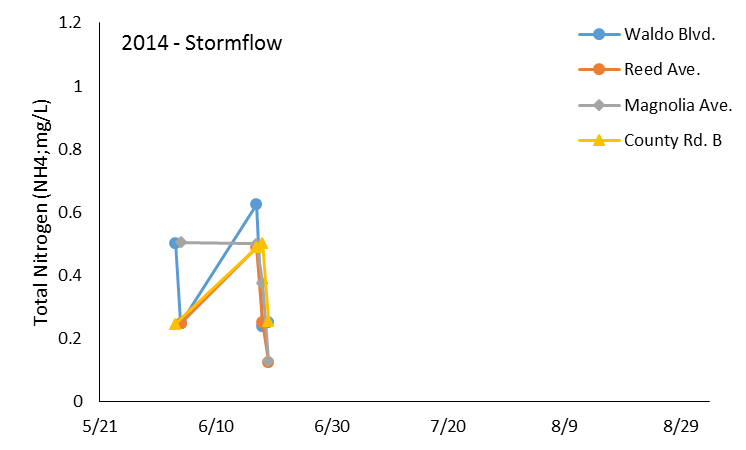 2014 - Stormflow
Waldo Blvd.
Reed Ave.
Magnolia Ave.
County Rd. B
Total Nitrogen (NH4;mg/L)
1.2
1
0.8
0.6
0.4
0.2
0
5/21 6/10 6/30 7/20 8/9 8/29